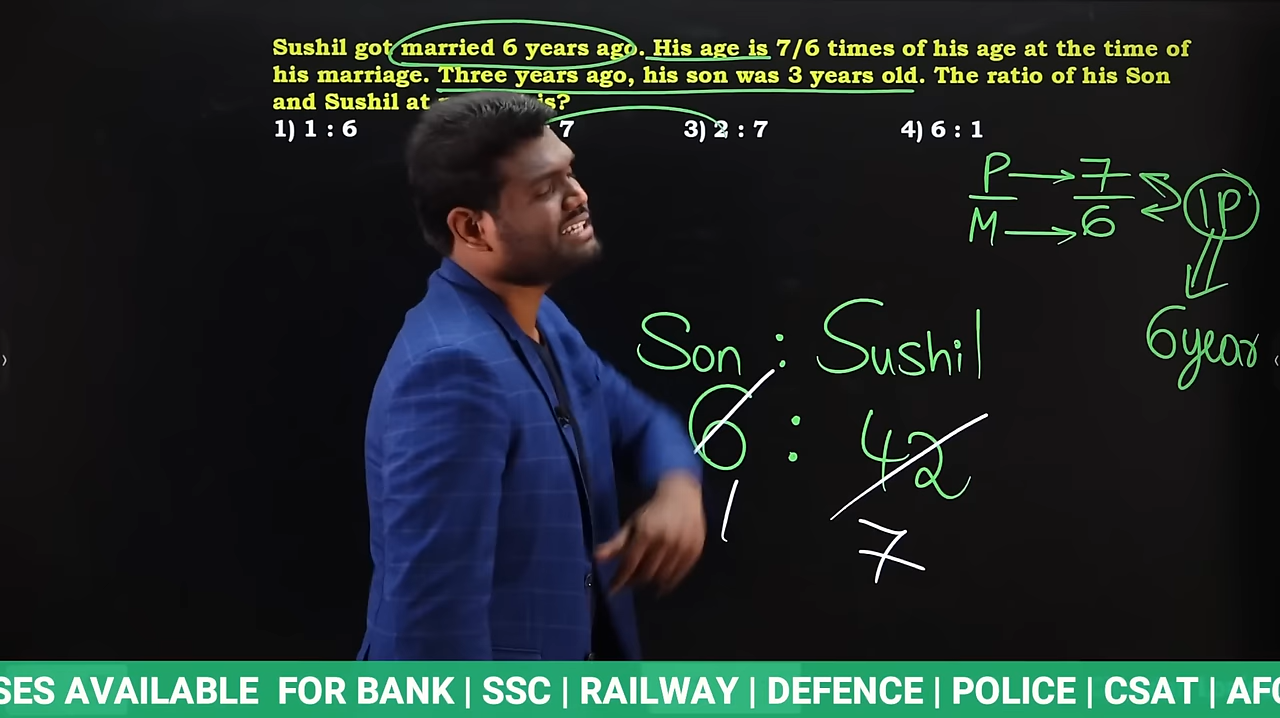 Sushil got married 6 years ago. His age is 7/6 times of his age at the time of
his marriage. Three years ago, his son was 3 years old. The ratio of his Son
and Sushil at is?
1) 1 : 6 7 3) 2 : 7 4) 6 : 1
P → 7
M → 6
1P
6year
Son : Sushil
6 : 42
1 7
SES AVAILABLE FOR BANK | SSC | RAILWAY | DEFENCE | POLICE | CSAT | AFC